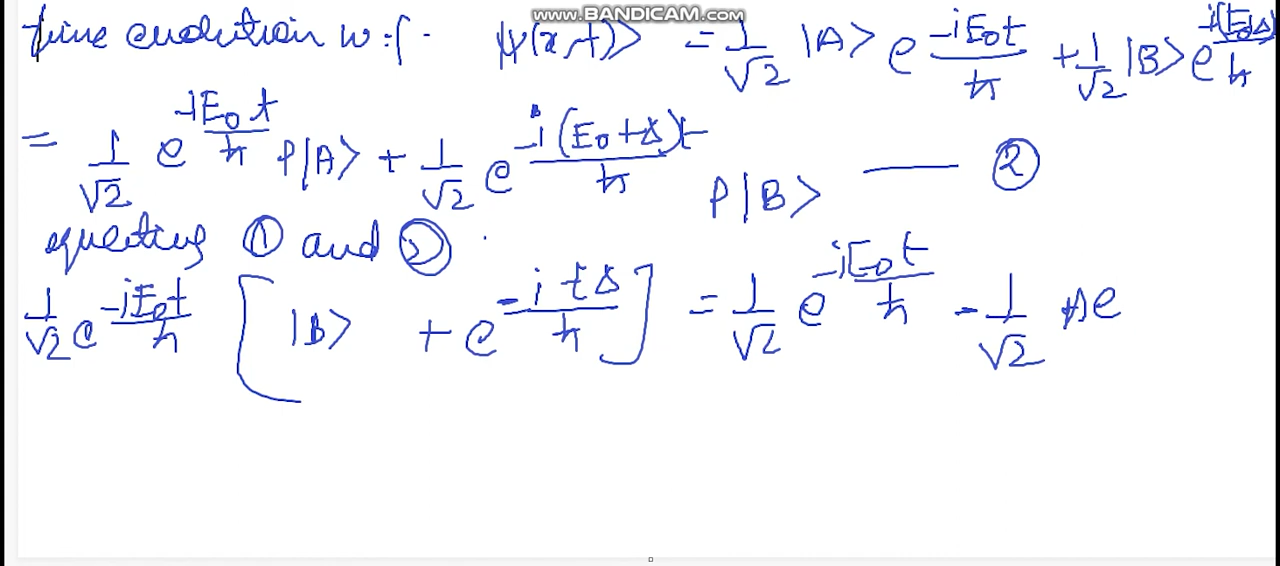 www.BANDICAM.com
time evolution w.f. |ψ(x,t)> = 1/√2 |A> e^(-iE₀t/ħ) + 1/√2 |B> e^(-i(E₀+Δ)/ħ)
= 1/√2 e^(-iE₀t/ħ) P|A> + 1/√2 e^(-i(E₀+Δ)t/ħ) P|B> —— ②
equating ① and ②
1/√2 e^(-iE₀t/ħ) [ |B> + e^(-itΔ/ħ) ] = 1/√2 e^(-iE₀t/ħ) - 1/√2 e